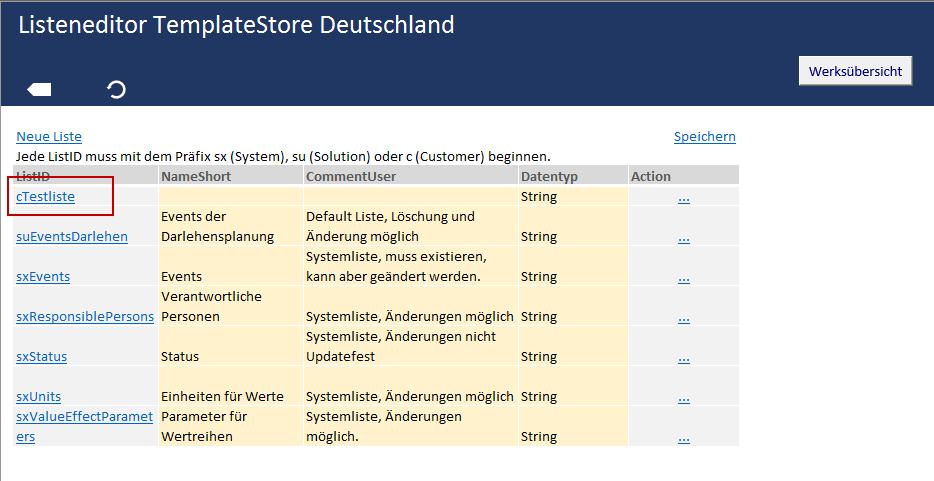 Listeneditor TemplateStore Deutschland
Werksübersicht
Neue Liste Speichern
Jede ListID muss mit dem Präfix sx (System), su (Solution) oder c (Customer) beginnen.
ListID NameShort CommentUser Datentyp Action
cTestliste String ...
Events der Default Liste, Löschung und
suEventsDarlehen Darlehensplanung Änderung möglich String ...
Systemliste, muss existieren,
sxEvents Events kann aber geändert werden. String ...
Verantwortliche
sxResponsiblePersons Personen Systemliste, Änderungen möglich String ...
Systemliste, Änderungen nicht
sxStatus Status Updatefest String ...
sxUnits Einheiten für Werte Systemliste, Änderungen möglich String ...
sxValueEffectParamet Parameter für Systemliste, Änderungen
ers Wertreihen möglich. String ...